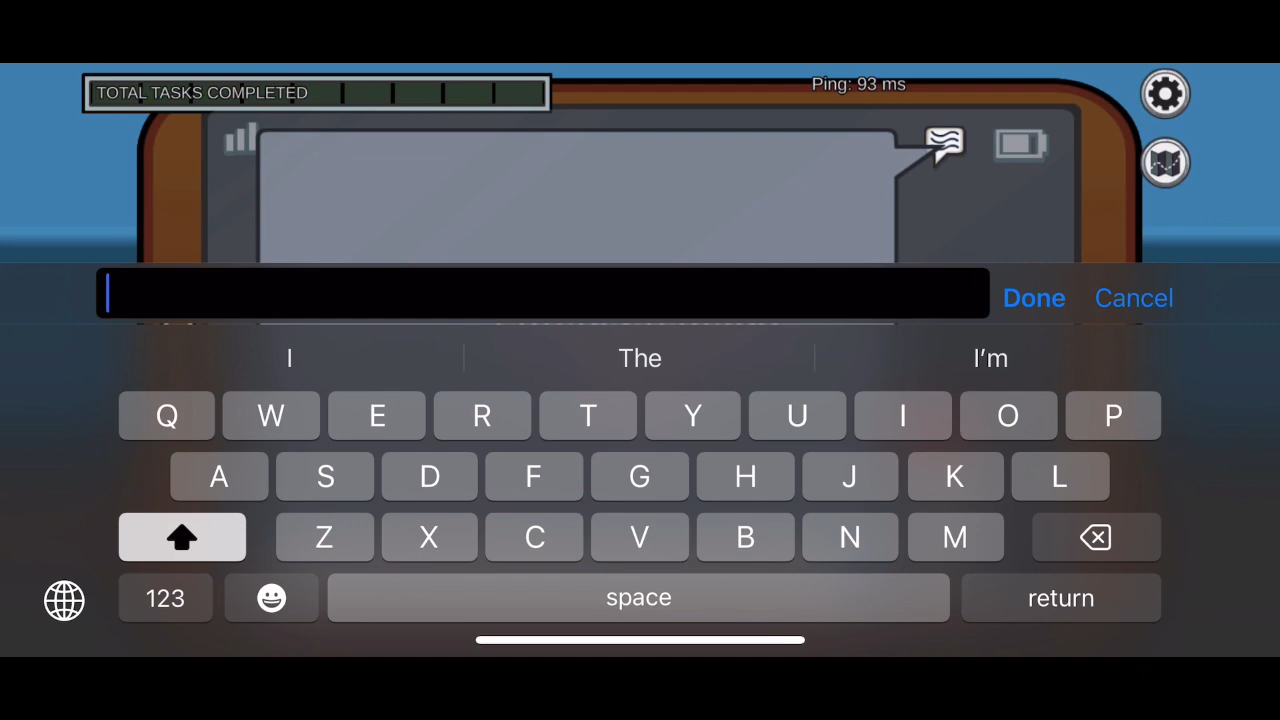 TOTAL TASKS COMPLETED
Ping: 93 ms
Done Cancel
I The I'm
Q W E R T Y U I O P
A S D F G H J K L
Z X C V B N M
123 space return